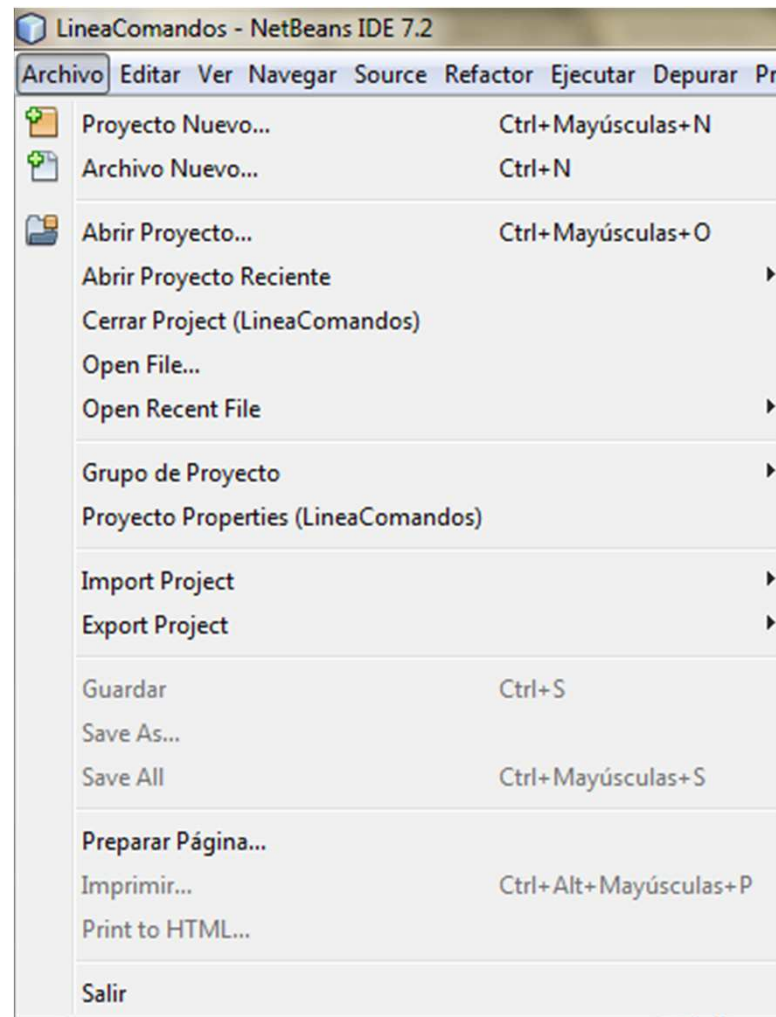 LineaComandos - NetBeans IDE 7.2
Archivo Editar Ver Navegar Source Refactor Ejecutar Depurar Pr
Proyecto Nuevo... Ctrl+Mayúsculas+N
Archivo Nuevo... Ctrl+N
Abrir Proyecto... Ctrl+Mayúsculas+O
Abrir Proyecto Reciente
Cerrar Project (LineaComandos)
Open File...
Open Recent File
Grupo de Proyecto
Proyecto Properties (LineaComandos)
Import Project
Export Project
Guardar Ctrl+S
Save As...
Save All Ctrl+Mayúsculas+S
Preparar Página...
Imprimir... Ctrl+Alt+Mayúsculas+P
Print to HTML...
Salir